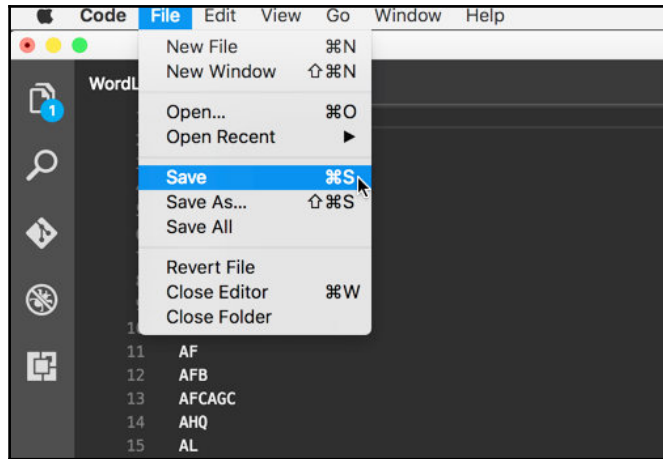 Code File Edit View Go Window Help
New File ⌘N
New Window ⇧⌘N
WordL
1
Open... ⌘O
Open Recent ▶
Save ⌘S
Save As... ⇧⌘S
Save All
Revert File
Close Editor ⌘W
Close Folder
11 AF
12 AFB
13 AFCAGC
14 AHQ
15 AL